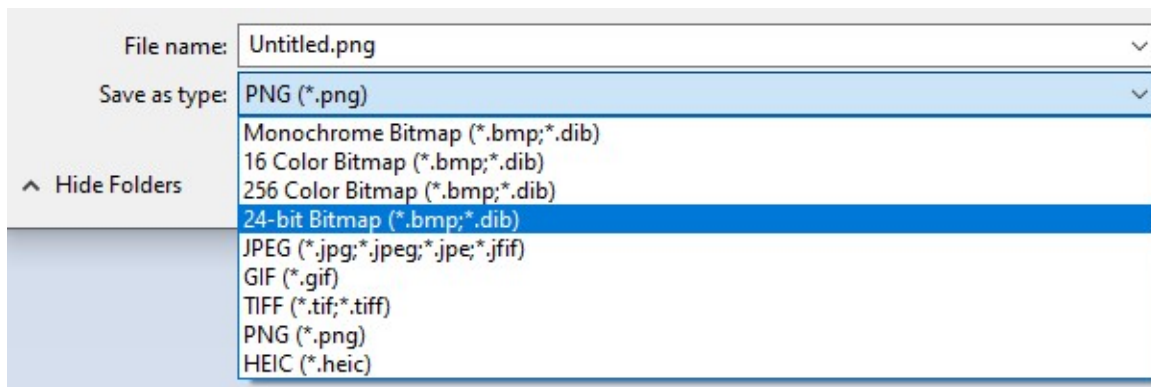 File name: Untitled.png
Save as type: PNG (*.png)
Monochrome Bitmap (*.bmp;*.dib)
16 Color Bitmap (*.bmp;*.dib)
Hide Folders
256 Color Bitmap (*.bmp;*.dib)
24-bit Bitmap (*.bmp;*.dib)
JPEG (*.jpg;*.jpeg;*.jpe;*.jfif)
GIF (*.gif)
TIFF (*.tif;*.tiff)
PNG (*.png)
HEIC (*.heic)